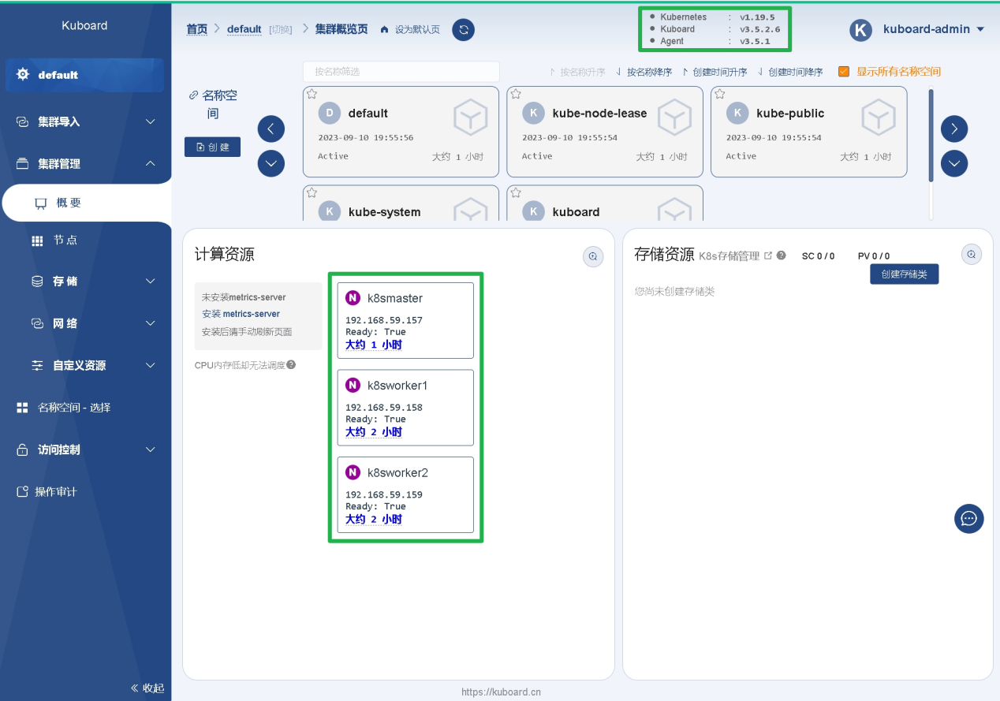 Kuboard
default
集群导入
集群管理
概 要
节 点
存 储
网 络
自定义资源
名称空间 - 选择
访问控制
操作审计
« 收起
首页 > default [切换] > 集群概览页 设为默认页
Kubernetes : v1.19.5
Kuboard : v3.5.2.6
Agent : v3.5.1
K kuboard-admin
名称空间
创 建
按名称筛选
按名称升序 按名称降序 创建时间升序 创建时间降序 显示所有名称空间
D default
2023-09-10 19:55:56
Active 大约 1 小时
K kube-node-lease
2023-09-10 19:55:54
Active 大约 1 小时
K kube-public
2023-09-10 19:55:54
Active 大约 1 小时
K kube-system
K kuboard
计算资源
未安装metrics-server
安装 metrics-server
安装后请手动刷新页面
CPU内存低却无法调度
N k8smaster
192.168.59.157
Ready: True
大约 1 小时
N k8sworker1
192.168.59.158
Ready: True
大约 2 小时
N k8sworker2
192.168.59.159
Ready: True
大约 2 小时
存储资源 K8s存储管理 SC 0 / 0 PV 0 / 0
创建存储类
您尚未创建存储类
https://kuboard.cn